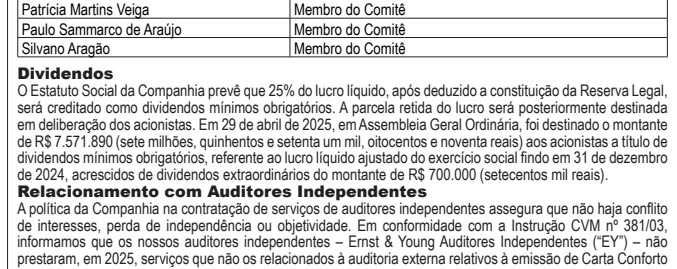 Patrícia Martins Veiga Membro do Comitê
Paulo Sammarco de Araújo Membro do Comitê
Silvano Aragão Membro do Comitê
Dividendos
O Estatuto Social da Companhia prevê que 25% do lucro líquido, após deduzido a constituição da Reserva Legal,
será creditado como dividendos mínimos obrigatórios. A parcela retida do lucro será posteriormente destinada
em deliberação dos acionistas. Em 29 de abril de 2025, em Assembleia Geral Ordinária, foi destinado o montante
de R$ 7.571.890 (sete milhões, quinhentos e setenta um mil, oitocentos e noventa reais) aos acionistas a título de
dividendos mínimos obrigatórios, referente ao lucro líquido ajustado do exercício social findo em 31 de dezembro
de 2024, acrescidos de dividendos extraordinários do montante de R$ 700.000 (setecentos mil reais).
Relacionamento com Auditores Independentes
A política da Companhia na contratação de serviços de auditores independentes assegura que não haja conflito
de interesses, perda de independência ou objetividade. Em conformidade com a Instrução CVM nº 381/03,
informamos que os nossos auditores independentes – Ernst & Young Auditores Independentes (“EY”) – não
prestaram, em 2025, serviços que não os relacionados à auditoria externa relativos à emissão de Carta Conforto